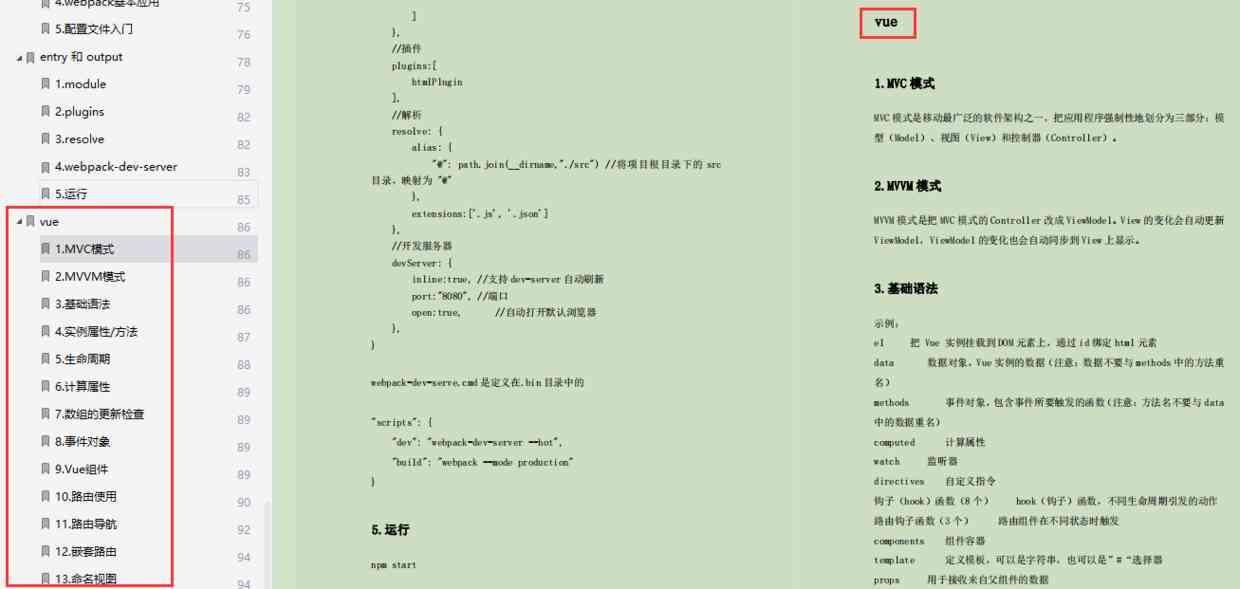 4.webpack基本应用 75
5.配置文件入门 76
entry 和 output 78
1.module 79
2.plugins 82
3.resolve 82
4.webpack-dev-server 83
5.运行 85
vue 86
1.MVC模式 86
2.MVVM模式 86
3.基础语法 86
4.实例属性/方法 87
5.生命周期 88
6.计算属性 89
7.数组的更新检查 89
8.事件对象 89
9.Vue组件 89
10.路由使用 90
11.路由导航 92
12.嵌套路由 94
13.命名视图 94
]
},
//插件
plugins:[
htmlPlugin
],
//解析
resolve: {
alias: {
"@": path.join(__dirname,"./src") //将项目根目录下的 src
目录，映射为 "@"
},
extensions:['.js', '.json']
},
//开发服务器
devServer: {
inline:true, //支持 dev-server 自动刷新
port:"8080", //端口
open:true, //自动打开默认浏览器
},
}
webpack-dev-serve.cmd 是定义在.bin 目录中的
"scripts": {
"dev": "webpack-dev-server --hot",
"build": "webpack --mode production"
}
5.运行
npm start
vue
1.MVC 模式
MVC 模式是移动最广泛的软件架构之一，把应用程序强制性地划分为三部分：模
型（Model）、视图（View）和控制器（Controller）。
2.MVVM 模式
MVVM 模式是把 MVC 模式的 Controller 改成 ViewModel。View 的变化会自动更新
ViewModel，ViewModel 的变化也会自动同步到 View 上显示。
3.基础语法
示例：
el 把 Vue 实例挂载到 DOM 元素上，通过 id 绑定 html 元素
data 数据对象，Vue 实例的数据（注意：数据不要与 methods 中的方法重
名）
methods 事件对象，包含事件所要触发的函数（注意：方法名不要与 data
中的数据重名）
computed 计算属性
watch 监听器
directives 自定义指令
钩子（hook）函数（8 个） hook（钩子）函数，不同生命周期引发的动作
路由钩子函数（3 个） 路由组件在不同状态时触发
components 组件容器
template 定义模板，可以是字符串，也可以是”#“选择器
props 用于接收来自父组件的数据